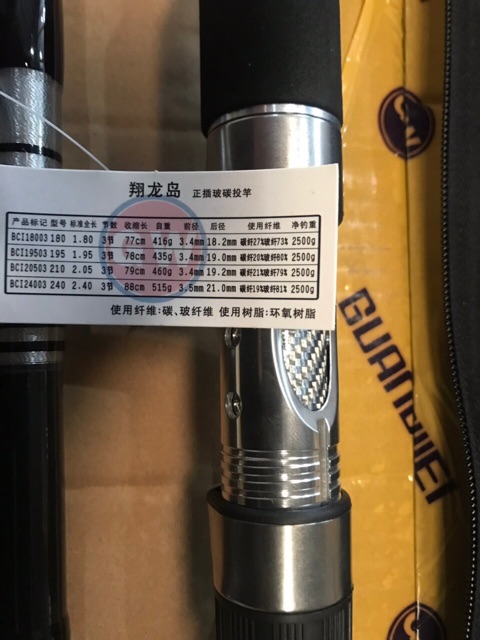 翔龙岛 正插玻碳投竿
产品标记 型号 标准全长 节数 收缩长 自重 前径 后径 使用纤维 净钓重
BCI18003 180 1.80 3节 77cm 416g 3.4mm 18.2mm 碳纤27%玻纤73% 2500g
BCI19503 195 1.95 3节 78cm 435g 3.4mm 19.0mm 碳纤20%玻纤80% 2500g
BCI20503 210 2.05 3节 79cm 460g 3.4mm 19.2mm 碳纤21%玻纤79% 2500g
BCI24003 240 2.40 3节 88cm 515g 3.5mm 21.0mm 碳纤19%玻纤81% 2500g
使用纤维:碳、玻纤维 使用树脂:环氧树脂
GUANWEI